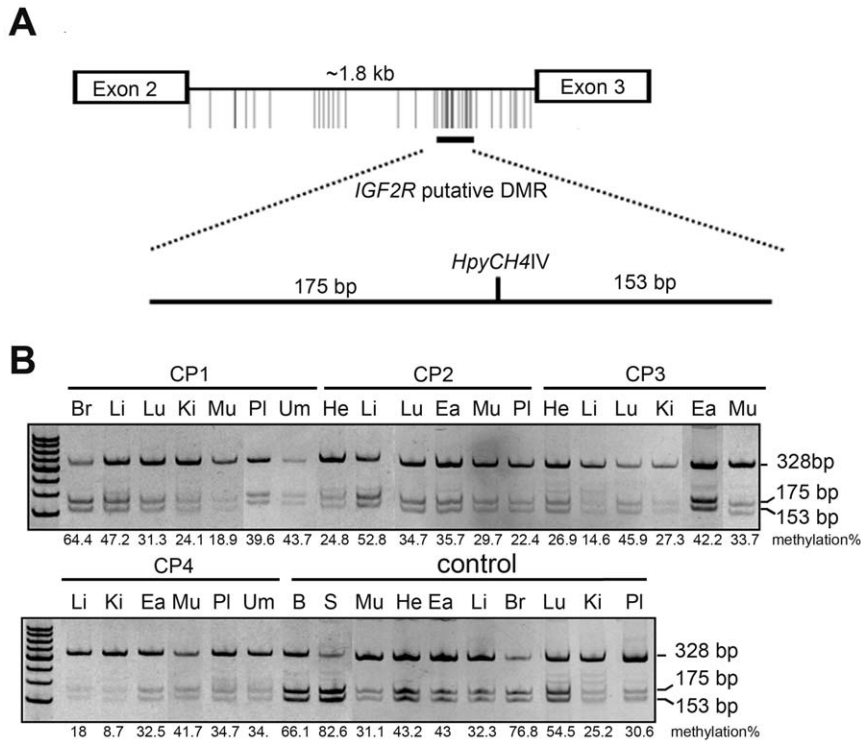 A
~1.8 kb
Exon 2
Exon 3
IGF2R putative DMR
HpyCH4IV
175 bp
153 bp
B
CP1 CP2 CP3
Br Li Lu Ki Mu Pl Um He Li Lu Ea Mu Pl He Li Lu Ki Ea Mu
328bp
175 bp
153 bp
64.4 47.2 31.3 24.1 18.9 39.6 43.7 24.8 52.8 34.7 35.7 29.7 22.4 26.9 14.6 45.9 27.3 42.2 33.7 methylation%
CP4 control
Li Ki Ea Mu Pl Um B S Mu He Ea Li Br Lu Ki Pl
328 bp
175 bp
153 bp
18 8.7 32.5 41.7 34.7 34. 66.1 82.6 31.1 43.2 43 32.3 76.8 54.5 25.2 30.6 methylation%